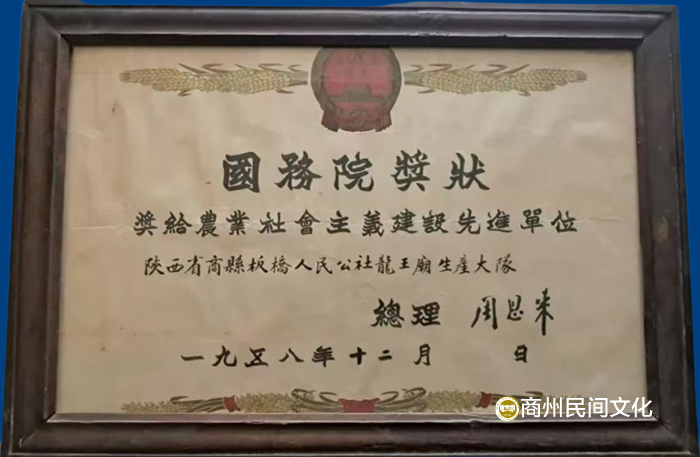 國務院獎狀
獎給農業社會主義建設先進單位
陝西省商縣板橋人民公社龍王廟生產大隊
總理 周恩来
一九五八年十二月 日
商州民间文化